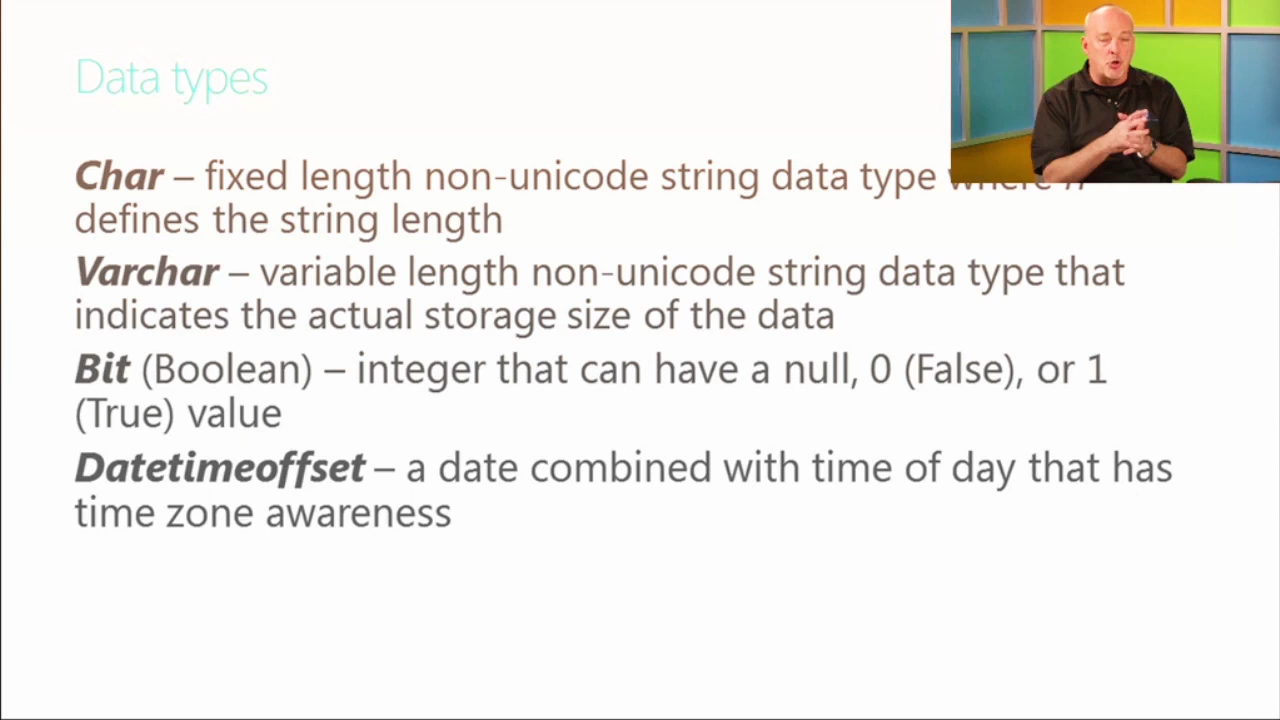 Data types
Char – fixed length non-unicode string data type where n
defines the string length
Varchar – variable length non-unicode string data type that
indicates the actual storage size of the data
Bit (Boolean) – integer that can have a null, 0 (False), or 1
(True) value
Datetimeoffset – a date combined with time of day that has
time zone awareness